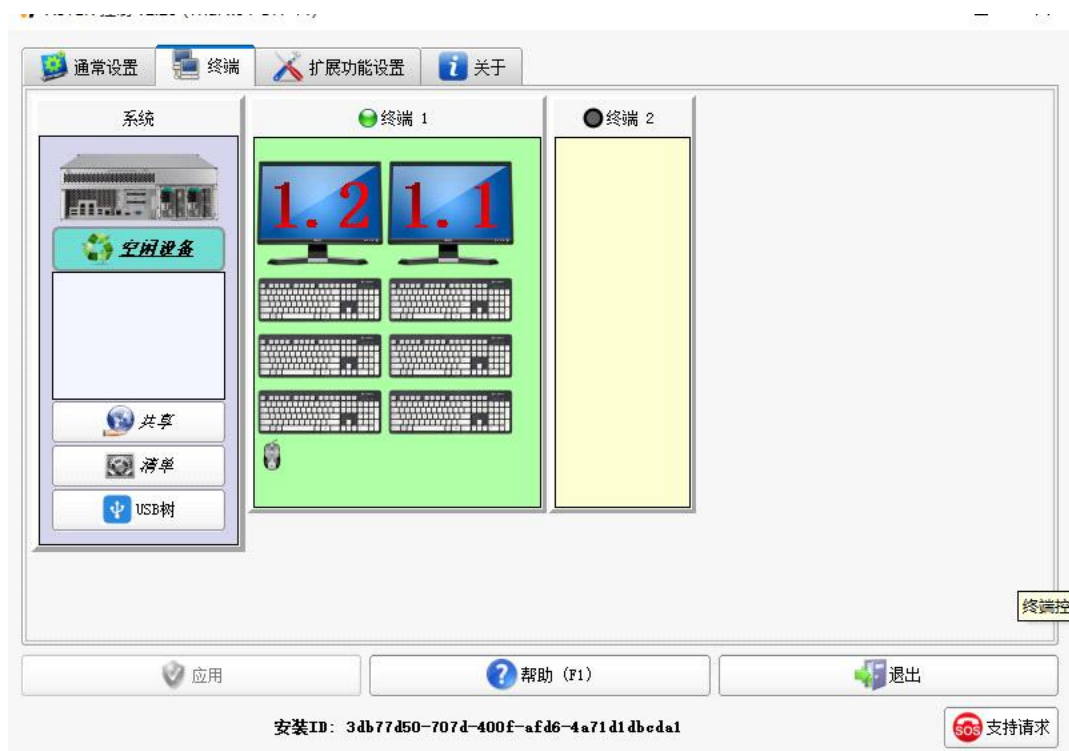 通常设置 终端 扩展功能设置 关于
系统 终端 1 终端 2
1.2 1.1
空闲设备
共享
清单
USB树
终端控
应用 帮助 (F1) 退出
安装ID: 3db77d50-707d-400f-afd6-4a71d1dbcda1 SOS 支持请求